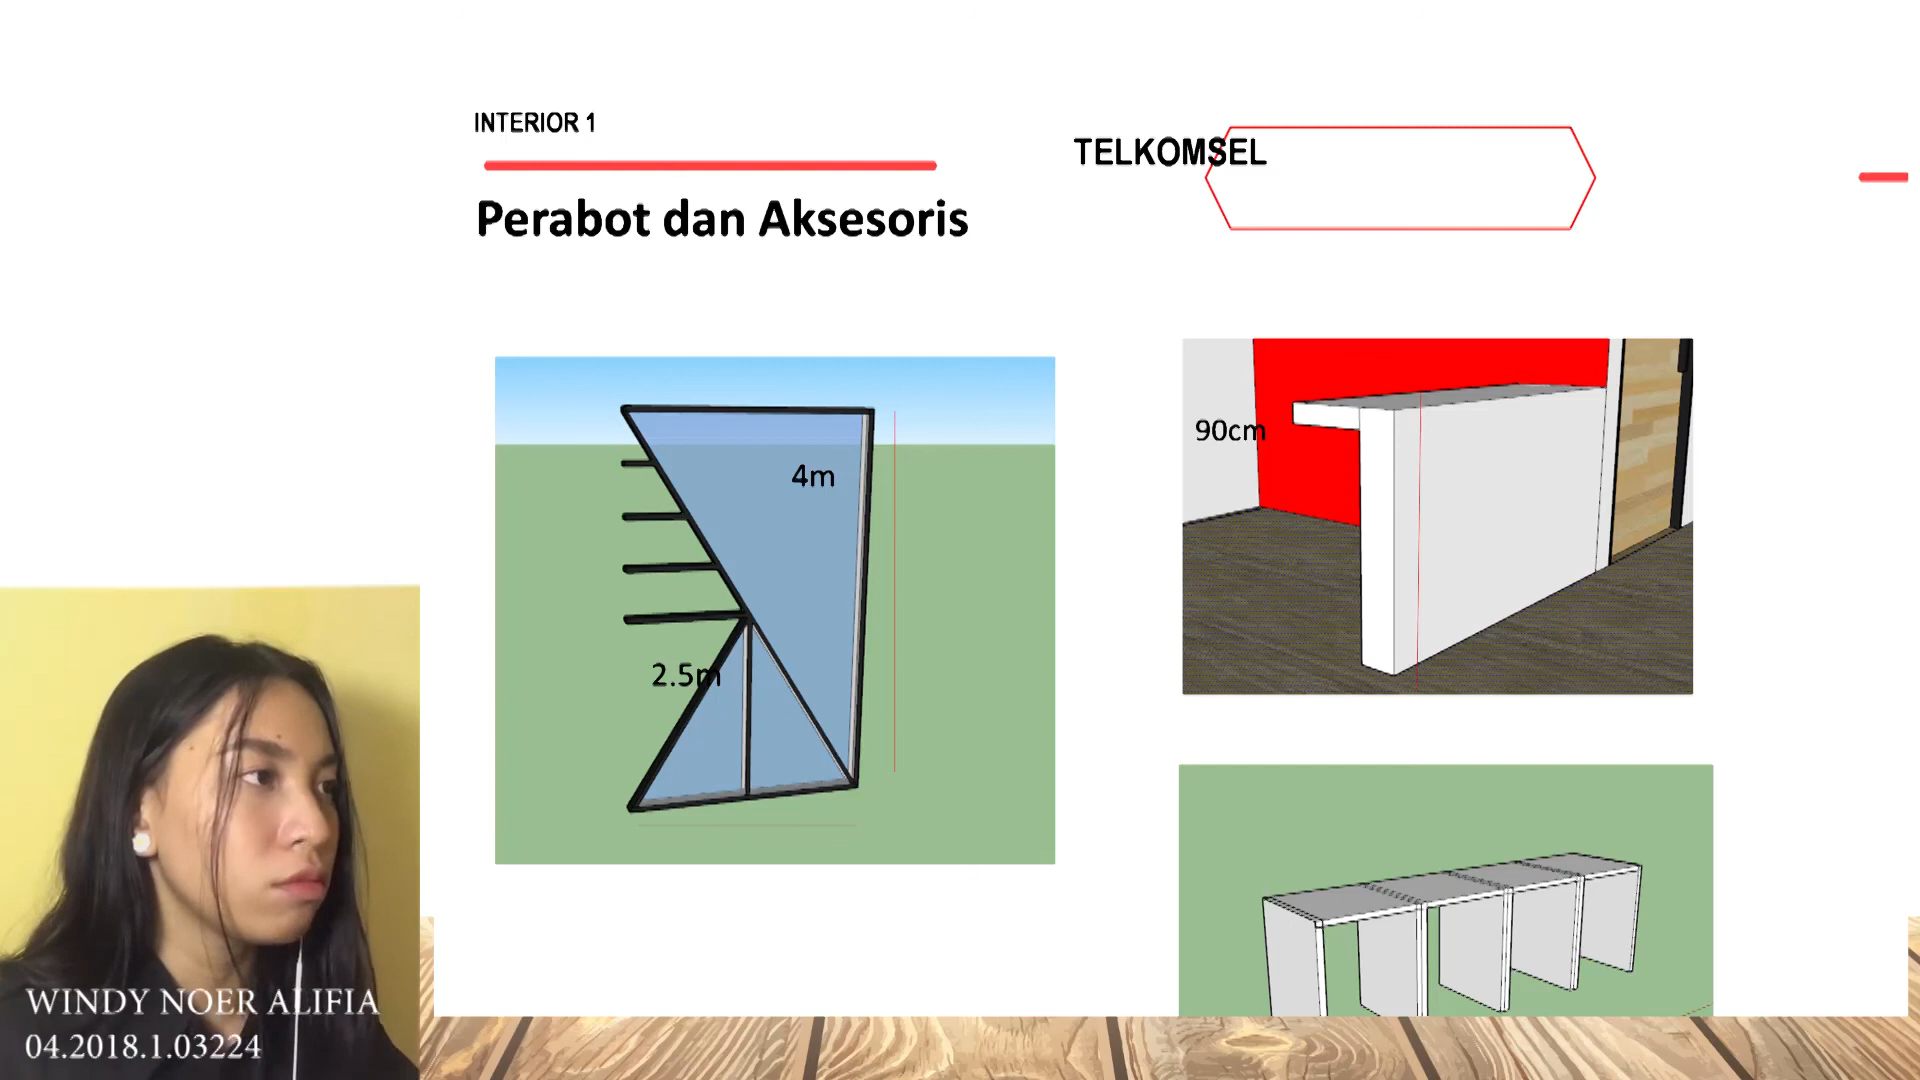 INTERIOR 1
TELKOMSEL
Perabot dan Aksesoris
4m
2.5m
90cm
WINDY NOER ALIFIA
04.2018.1.03224